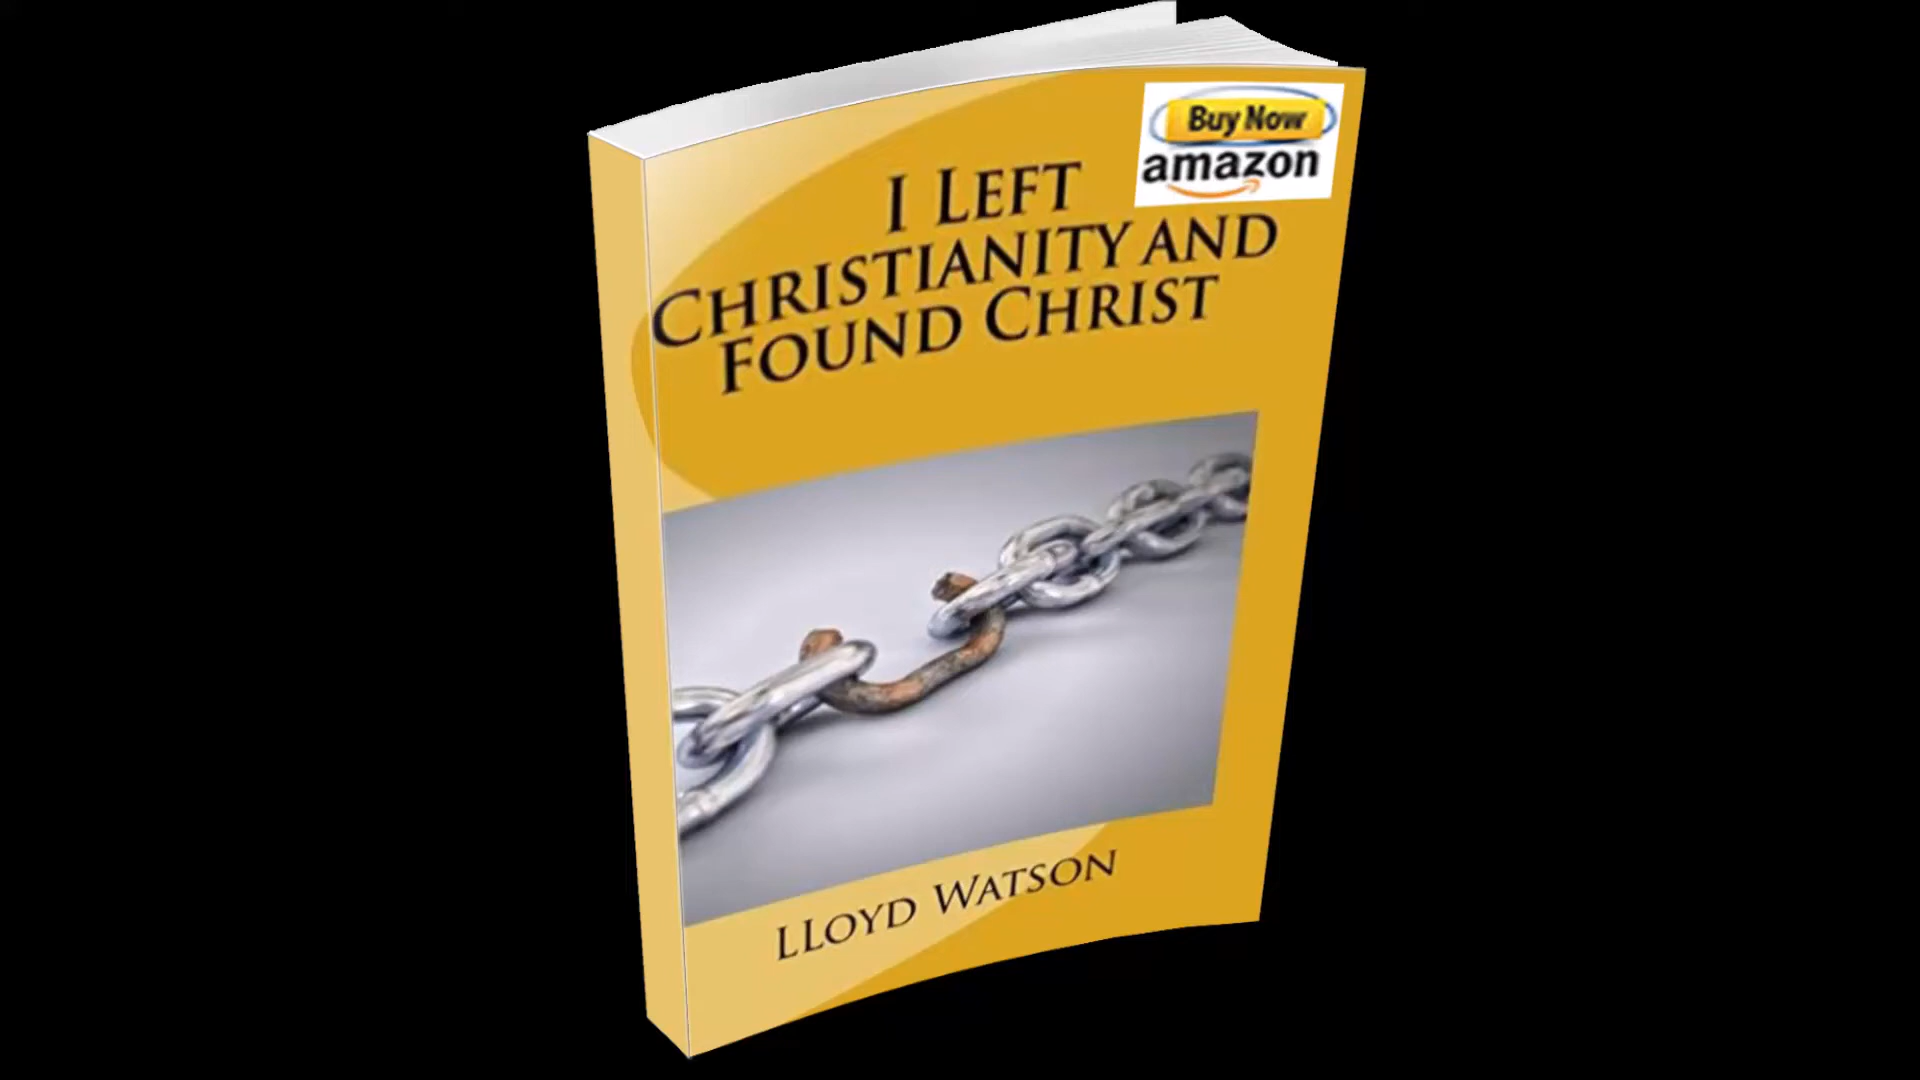 Buy Now
amazon
I Left
Christianity and
Found Christ
Lloyd Watson